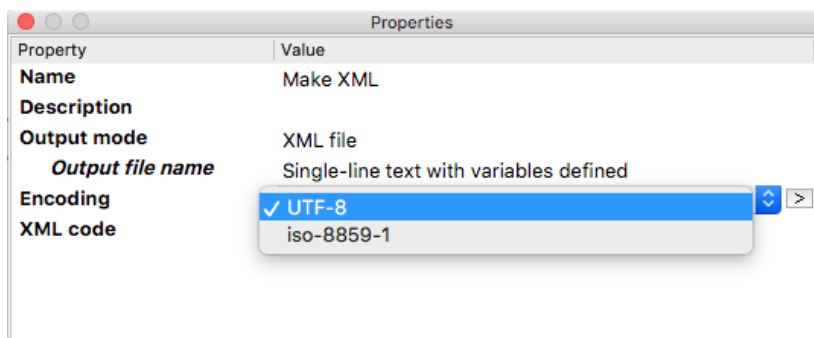 Properties
Property Value
Name Make XML
Description
Output mode XML file
Output file name Single-line text with variables defined
Encoding ✓ UTF-8 >
iso-8859-1
XML code